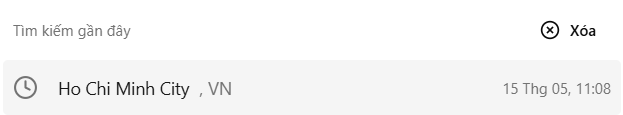 Tìm kiếm gần đây Xóa
Ho Chi Minh City , VN 15 Thg 05, 11:08